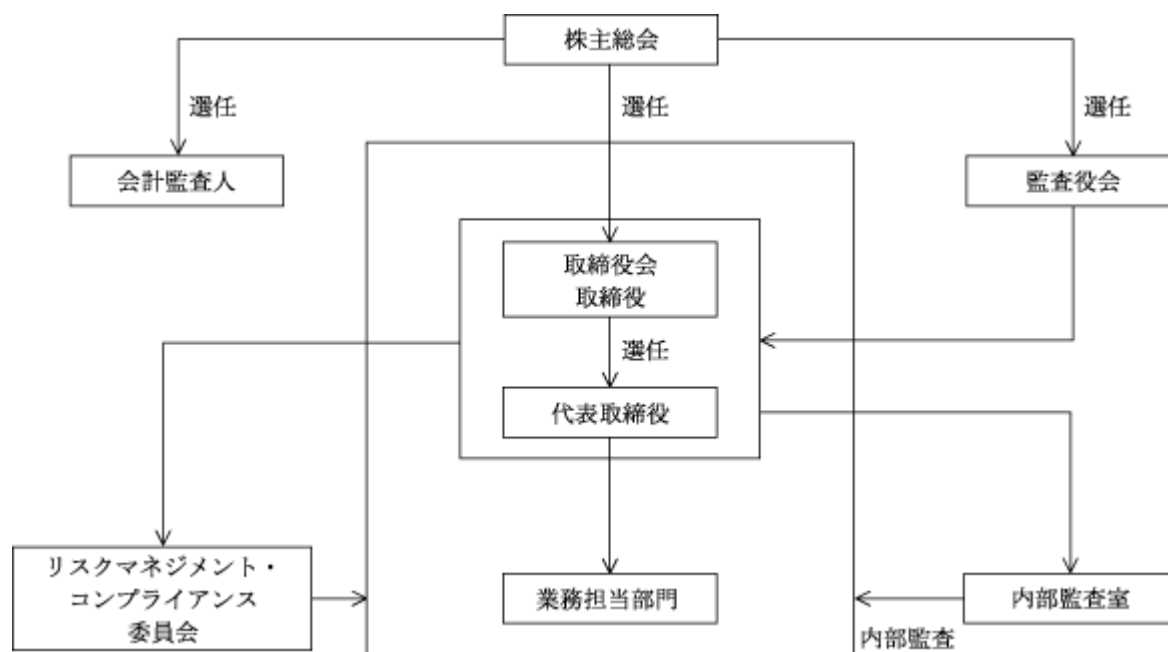 株主総会
選任
選任
選任
会計監査人
監査役会
取締役会
取締役
選任
代表取締役
リスクマネジメント・
コンプライアンス
委員会
業務担当部門
内部監査室
内部監査